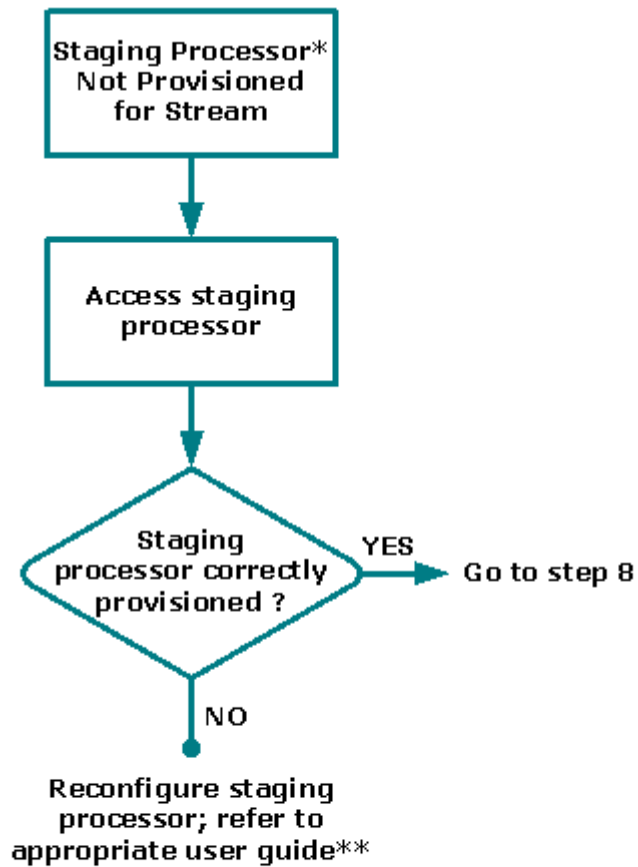 Staging Processor*
Not Provisioned
for Stream
Access staging
processor
Staging
processor correctly
provisioned ?
YES
Go to step 8
NO
Reconfigure staging
processor; refer to
appropriate user guide**